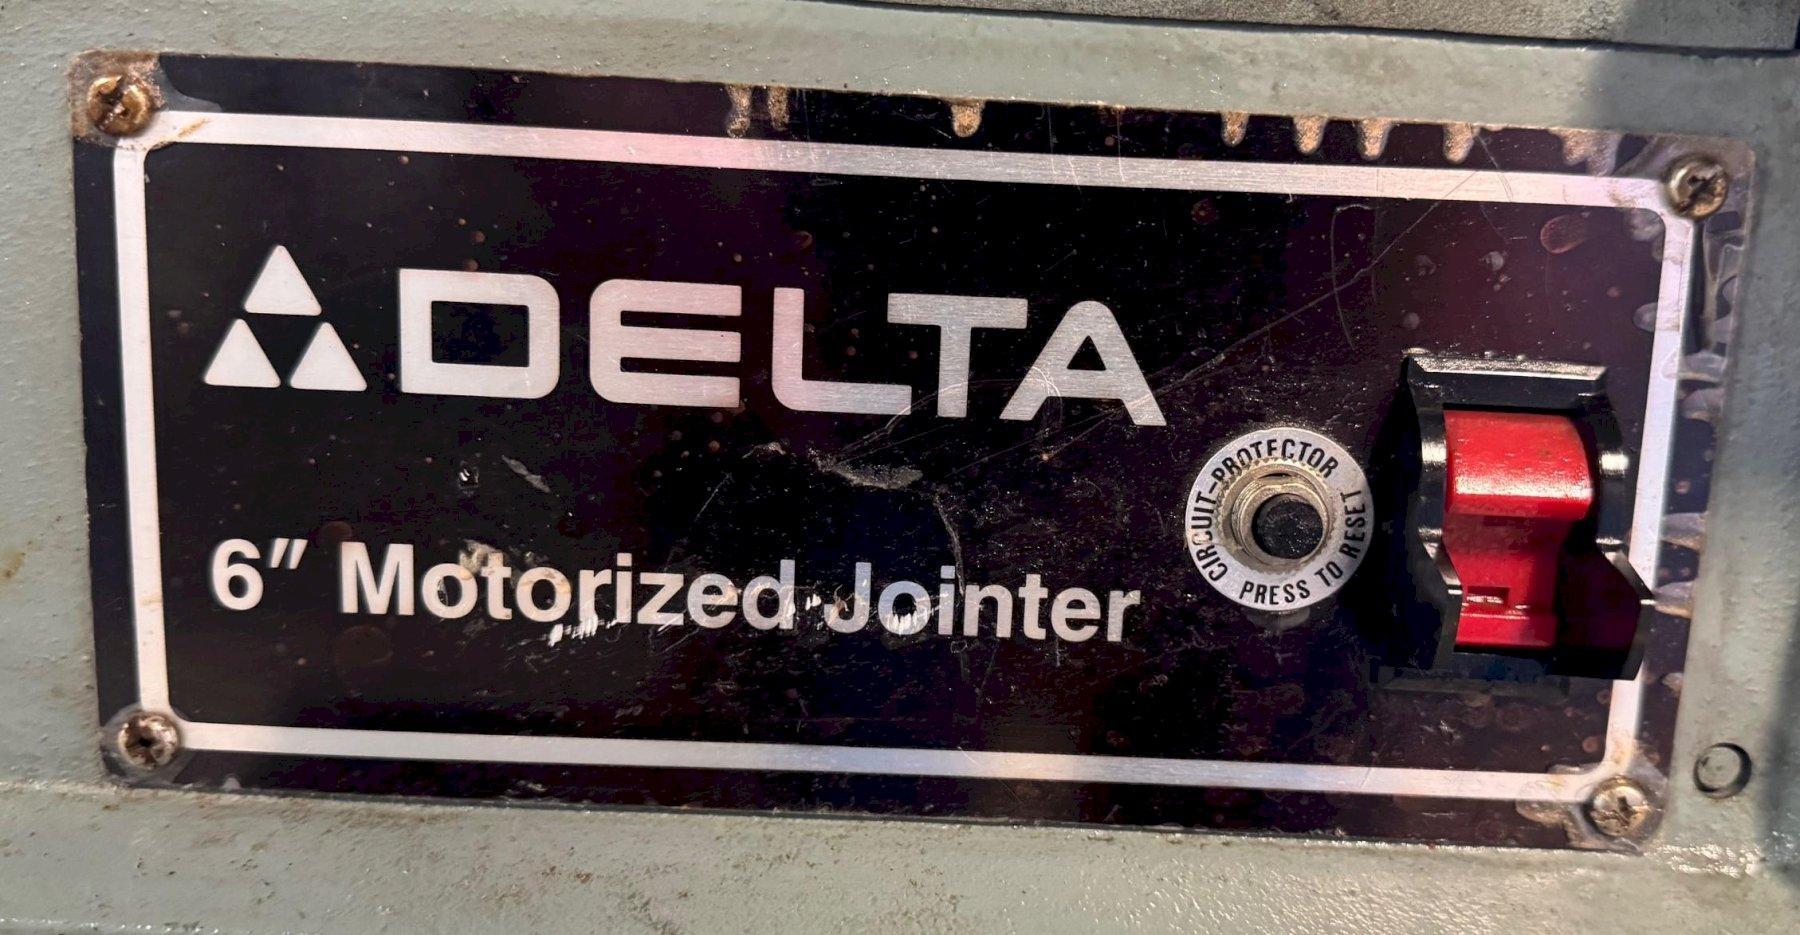 DELTA
6" Motorized Jointer
CIRCUIT-PROTECTOR
PRESS TO RESET